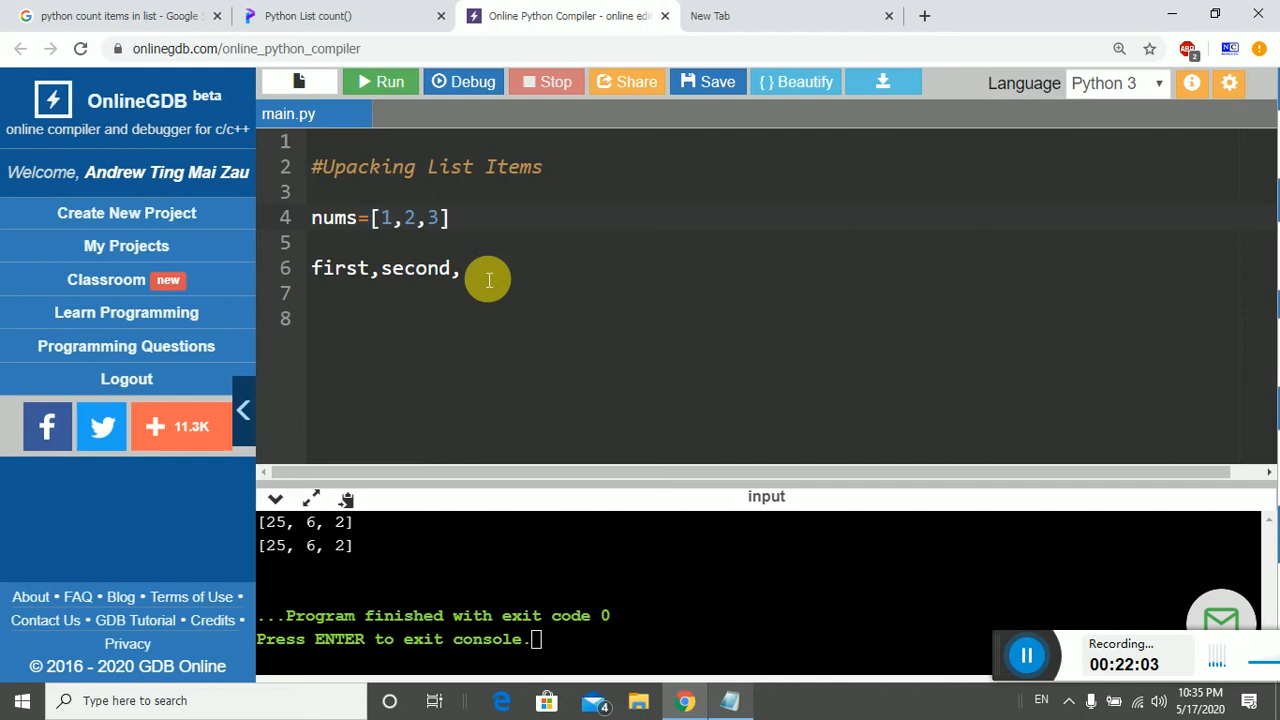 python count items in list - Google S
Python List count()
Online Python Compiler - online edi
New Tab
onlinegdb.com/online_python_compiler
ABP
2
NC
OnlineGDB beta
online compiler and debugger for c/c++
Welcome, Andrew Ting Mai Zau
Create New Project
My Projects
Classroom new
Learn Programming
Programming Questions
Logout
11.3K
About • FAQ • Blog • Terms of Use •
Contact Us • GDB Tutorial • Credits •
Privacy
© 2016 - 2020 GDB Online
Run
Debug
Stop
Share
Save
{ } Beautify
Language Python 3
main.py
1
2 #Upacking List Items
3
4 nums=[1,2,3]
5
6 first,second,
7
8
input
[25, 6, 2]
[25, 6, 2]
...Program finished with exit code 0
Press ENTER to exit console.
Recording...
00:22:03
Type here to search
4
EN
10:35 PM
5/17/2020